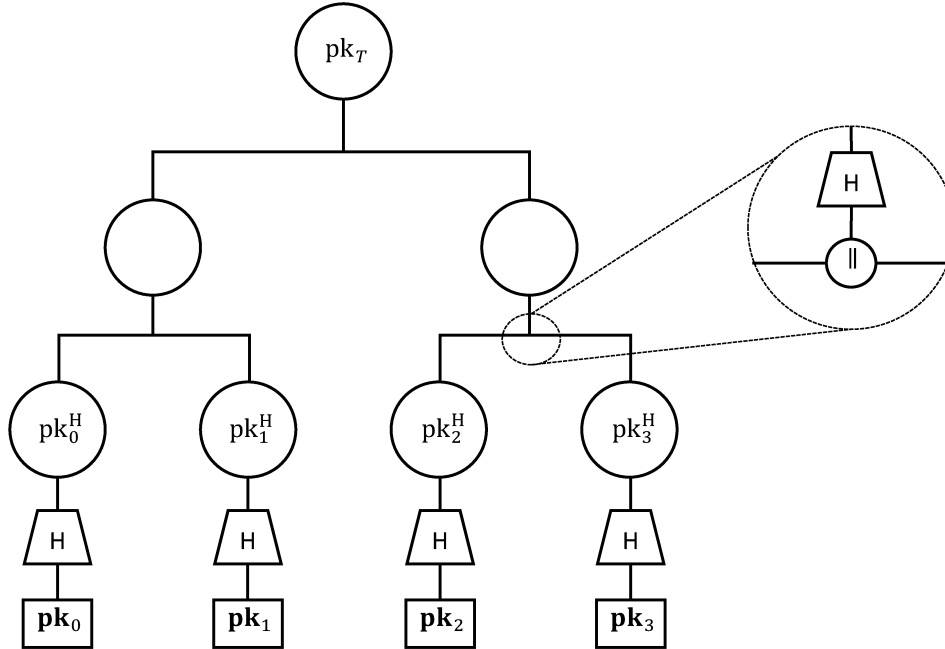 pk_T
H
||
pk_0^H
pk_1^H
pk_2^H
pk_3^H
H
H
H
H
pk_0
pk_1
pk_2
pk_3